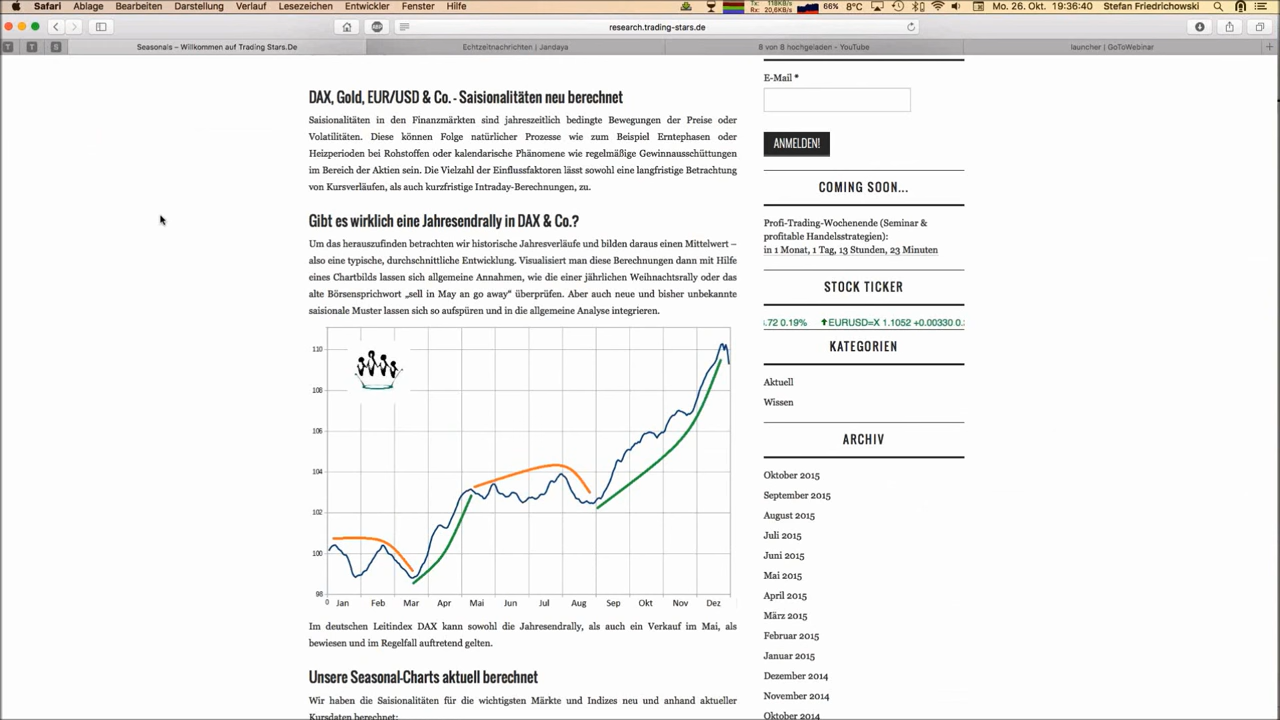 Safari Ablage Bearbeiten Darstellung Verlauf Lesezeichen Entwickler Fenster Hilfe
Tx: 118KB/s
Rx: 20,6KB/s
66% 8°C Mo. 26. Okt. 19:36:40 Stefan Friedrichowski
research.trading-stars.de
T T S Seasonals – Willkommen auf Trading Stars.De Echtzeitnachrichten | Jandaya 8 von 8 hochgeladen - YouTube launcher | GoToWebinar
DAX, Gold, EUR/USD & Co. - Saisionalitäten neu berechnet
Saisionalitäten in den Finanzmärkten sind jahreszeitlich bedingte Bewegungen der Preise oder
Volatilitäten. Diese können Folge natürlicher Prozesse wie zum Beispiel Erntephasen oder
Heizperioden bei Rohstoffen oder kalendarische Phänomene wie regelmäßige Gewinnausschüttungen
im Bereich der Aktien sein. Die Vielzahl der Einflussfaktoren lässt sowohl eine langfristige Betrachtung
von Kursverläufen, als auch kurzfristige Intraday-Berechnungen, zu.
Gibt es wirklich eine Jahresendrally in DAX & Co.?
Um das herauszufinden betrachten wir historische Jahresverläufe und bilden daraus einen Mittelwert –
also eine typische, durchschnittliche Entwicklung. Visualisiert man diese Berechnungen dann mit Hilfe
eines Chartbilds lassen sich allgemeine Annahmen, wie die einer jährlichen Weihnachtsrally oder das
alte Börsensprichwort „sell in May an go away“ überprüfen. Aber auch neue und bisher unbekannte
saisionale Muster lassen sich so aufspüren und in die allgemeine Analyse integrieren.
110
108
106
104
102
100
98
0 Jan Feb Mar Apr Mai Jun Jul Aug Sep Okt Nov Dez
Im deutschen Leitindex DAX kann sowohl die Jahresendrally, als auch ein Verkauf im Mai, als
bewiesen und im Regelfall auftretend gelten.
Unsere Seasonal-Charts aktuell berechnet
Wir haben die Saisionalitäten für die wichtigsten Märkte und Indizes neu und anhand aktueller
Kursdaten berechnet:
E-Mail *
ANMELDEN!
COMING SOON...
Profi-Trading-Wochenende (Seminar &
profitable Handelsstrategien):
in 1 Monat, 1 Tag, 13 Stunden, 23 Minuten
STOCK TICKER
.72 0.19% EURUSD=X 1.1052 +0.00330 0.
KATEGORIEN
Aktuell
Wissen
ARCHIV
Oktober 2015
September 2015
August 2015
Juli 2015
Juni 2015
Mai 2015
April 2015
März 2015
Februar 2015
Januar 2015
Dezember 2014
November 2014
Oktober 2014